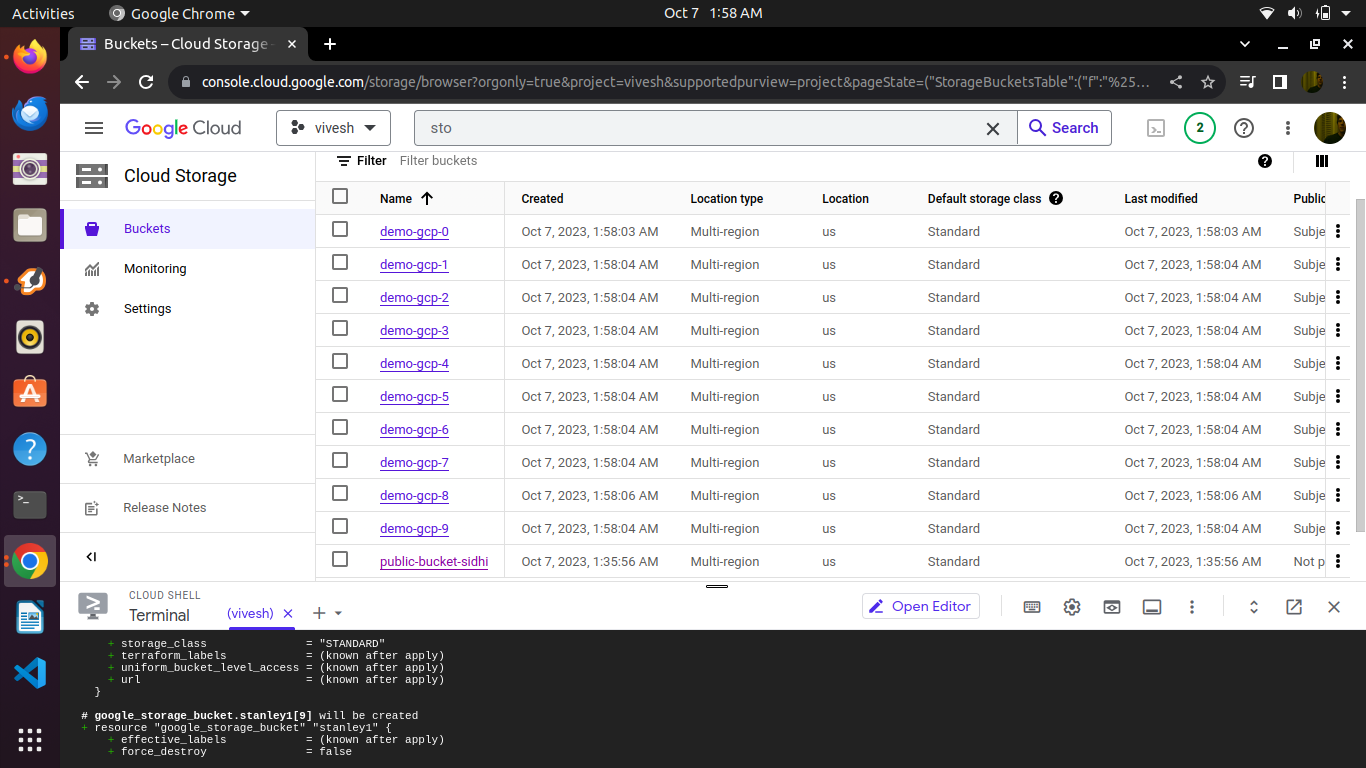 Activities
Google Chrome
Oct 7 1:58 AM
Buckets – Cloud Storage -
console.cloud.google.com/storage/browser?orgonly=true&project=vivesh&supportedpurview=project&pageState=("StorageBucketsTable":("f":"%25...
Google Cloud
vivesh
sto
Search
2
Cloud Storage
Buckets
Monitoring
Settings
Marketplace
Release Notes
Filter Filter buckets
Name Created Location type Location Default storage class Last modified Public
demo-gcp-0 Oct 7, 2023, 1:58:03 AM Multi-region us Standard Oct 7, 2023, 1:58:03 AM Subje
demo-gcp-1 Oct 7, 2023, 1:58:04 AM Multi-region us Standard Oct 7, 2023, 1:58:04 AM Subje
demo-gcp-2 Oct 7, 2023, 1:58:04 AM Multi-region us Standard Oct 7, 2023, 1:58:04 AM Subje
demo-gcp-3 Oct 7, 2023, 1:58:04 AM Multi-region us Standard Oct 7, 2023, 1:58:04 AM Subje
demo-gcp-4 Oct 7, 2023, 1:58:04 AM Multi-region us Standard Oct 7, 2023, 1:58:04 AM Subje
demo-gcp-5 Oct 7, 2023, 1:58:04 AM Multi-region us Standard Oct 7, 2023, 1:58:04 AM Subje
demo-gcp-6 Oct 7, 2023, 1:58:04 AM Multi-region us Standard Oct 7, 2023, 1:58:04 AM Subje
demo-gcp-7 Oct 7, 2023, 1:58:04 AM Multi-region us Standard Oct 7, 2023, 1:58:04 AM Subje
demo-gcp-8 Oct 7, 2023, 1:58:06 AM Multi-region us Standard Oct 7, 2023, 1:58:06 AM Subje
demo-gcp-9 Oct 7, 2023, 1:58:04 AM Multi-region us Standard Oct 7, 2023, 1:58:04 AM Subje
public-bucket-sidhi Oct 7, 2023, 1:35:56 AM Multi-region us Standard Oct 7, 2023, 1:35:56 AM Not p
CLOUD SHELL
Terminal
(vivesh)
Open Editor
+ storage_class = "STANDARD"
+ terraform_labels = (known after apply)
+ uniform_bucket_level_access = (known after apply)
+ url = (known after apply)
}
# google_storage_bucket.stanley1[9] will be created
+ resource "google_storage_bucket" "stanley1" {
+ effective_labels = (known after apply)
+ force_destroy = false